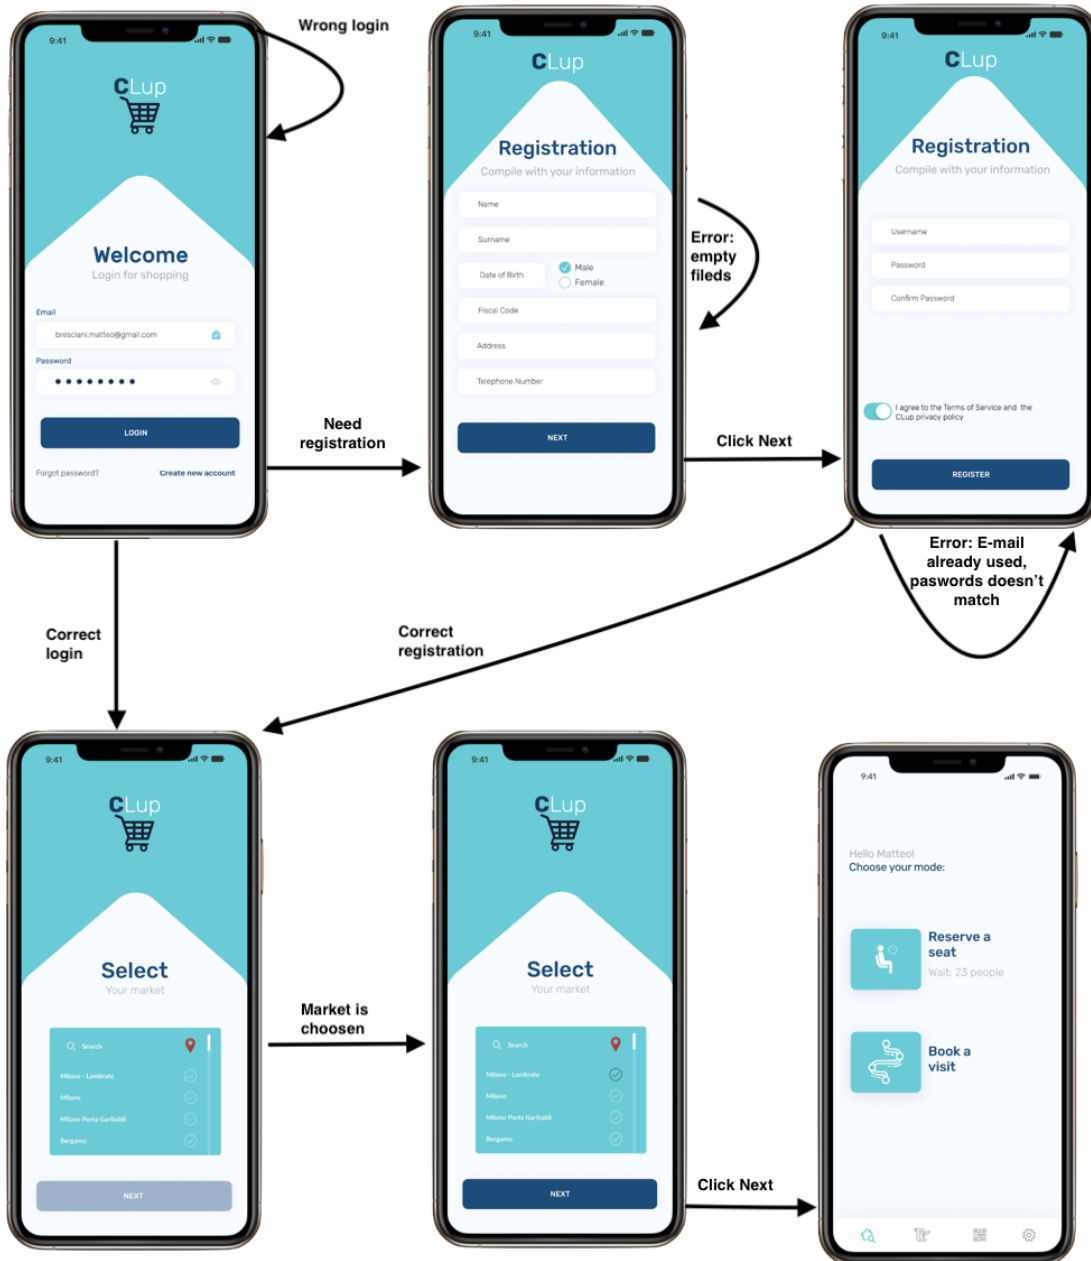 Wrong login
9:41
CLup
Welcome
Login for shopping
Email
bresciani.matteo@gmail.com
Password
LOGIN
Forgot password?
Create new account
Need
registration
9:41
CLup
Registration
Compile with your information
Name
Surname
Date of Birth
Male
Female
Fiscal Code
Address
Telephone Number
NEXT
Error:
empty
fileds
Click Next
9:41
CLup
Registration
Compile with your information
Username
Password
Confirm Password
I agree to the Terms of Service and the
CLup privacy policy
REGISTER
Error: E-mail
already used,
paswords doesn't
match
Correct
login
Correct
registration
9:41
CLup
Select
Your market
Search
Milano - Lambrate
Milano
Milano Porta Garibaldi
Bergamo
NEXT
Market is
choosen
9:41
CLup
Select
Your market
Search
Milano - Lambrate
Milano
Milano Porta Garibaldi
Bergamo
NEXT
Click Next
9:41
Hello Matteo!
Choose your mode:
Reserve a
seat
Wait: 23 people
Book a
visit